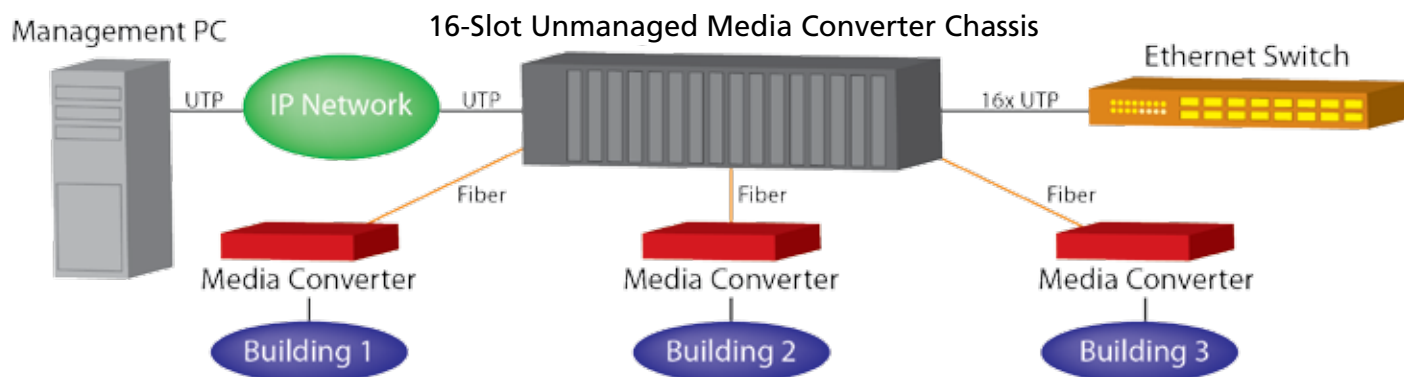 16-Slot Unmanaged Media Converter Chassis
Management PC
Ethernet Switch
UTP
IP Network
UTP
16x UTP
Fiber
Fiber
Fiber
Media Converter
Media Converter
Media Converter
Building 1
Building 2
Building 3